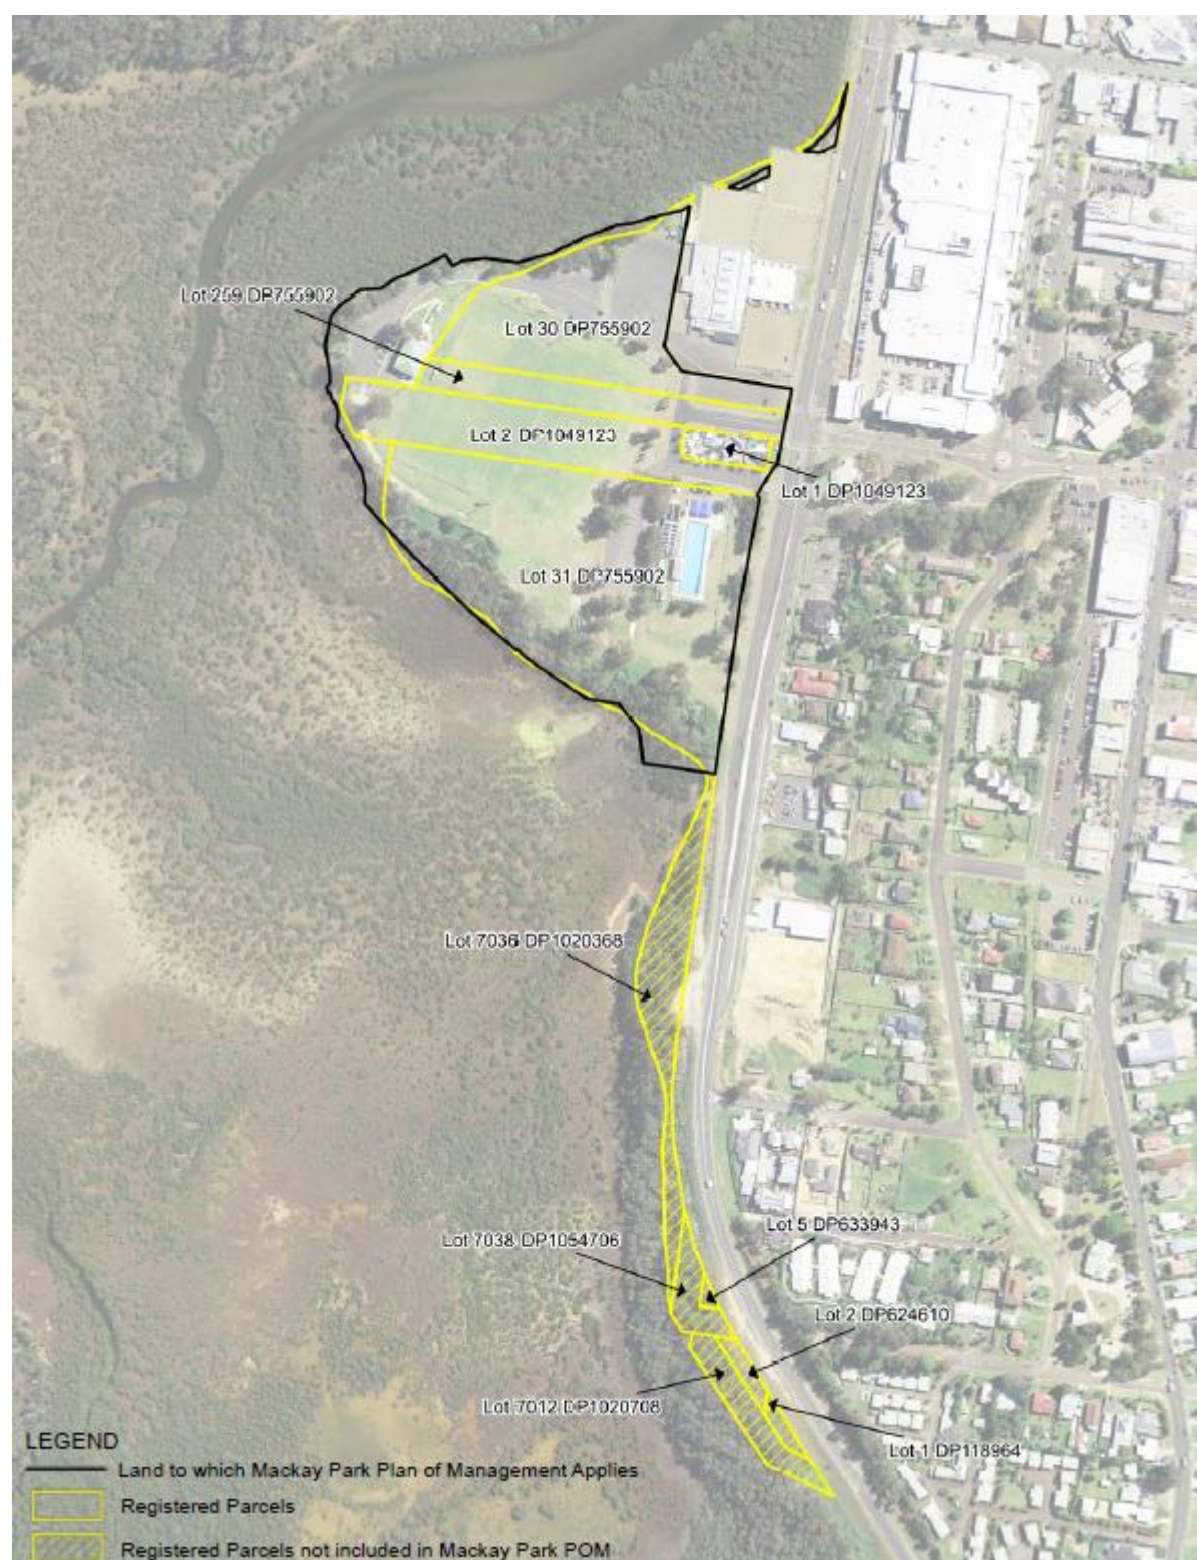 Lot 259 DP755902
Lot 30 DP755902
Lot 2 DP1049123
Lot 1 DP1049123
Lot 31 DP755902
Lot 7036 DP1020368
Lot 5 DP633943
Lot 7038 DP1054706
Lot 2 DP624610
Lot 7012 DP1020708
Lot 1 DP118964
LEGEND
Land to which Mackay Park Plan of Management Applies
Registered Parcels
Registered Parcels not included in Mackay Park POM